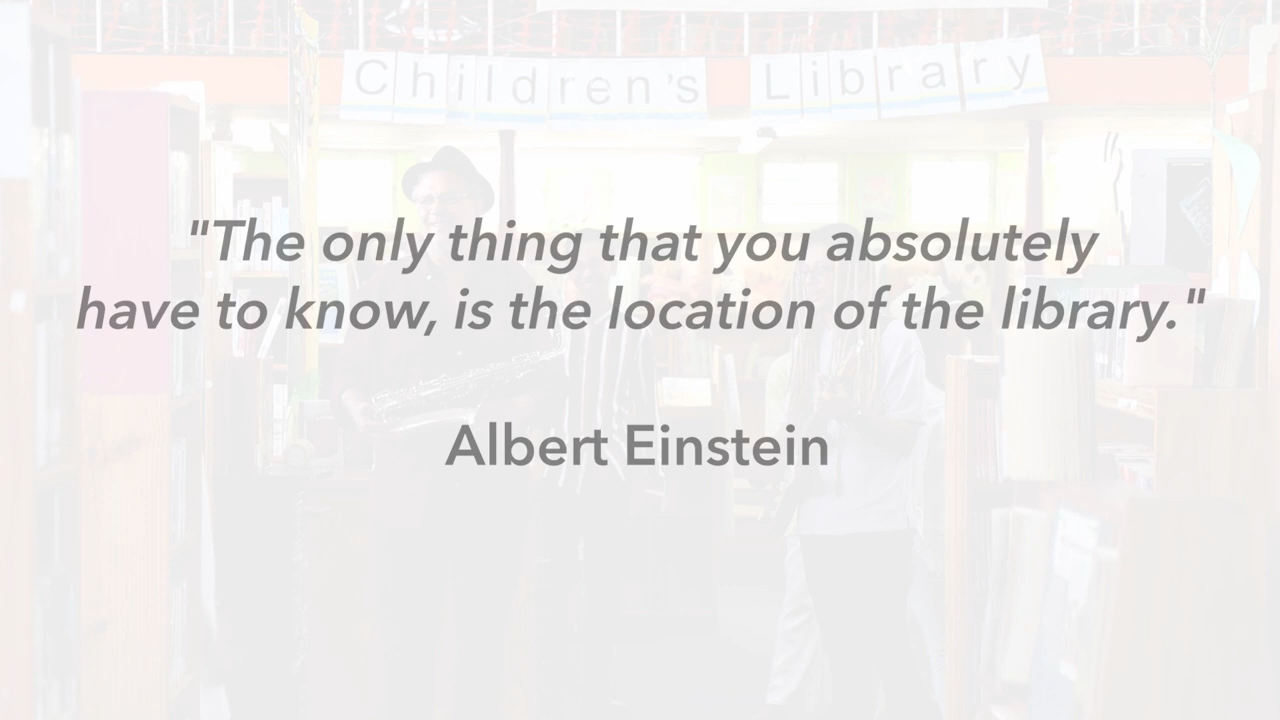 Children's Library
"The only thing that you absolutely
have to know, is the location of the library."
Albert Einstein